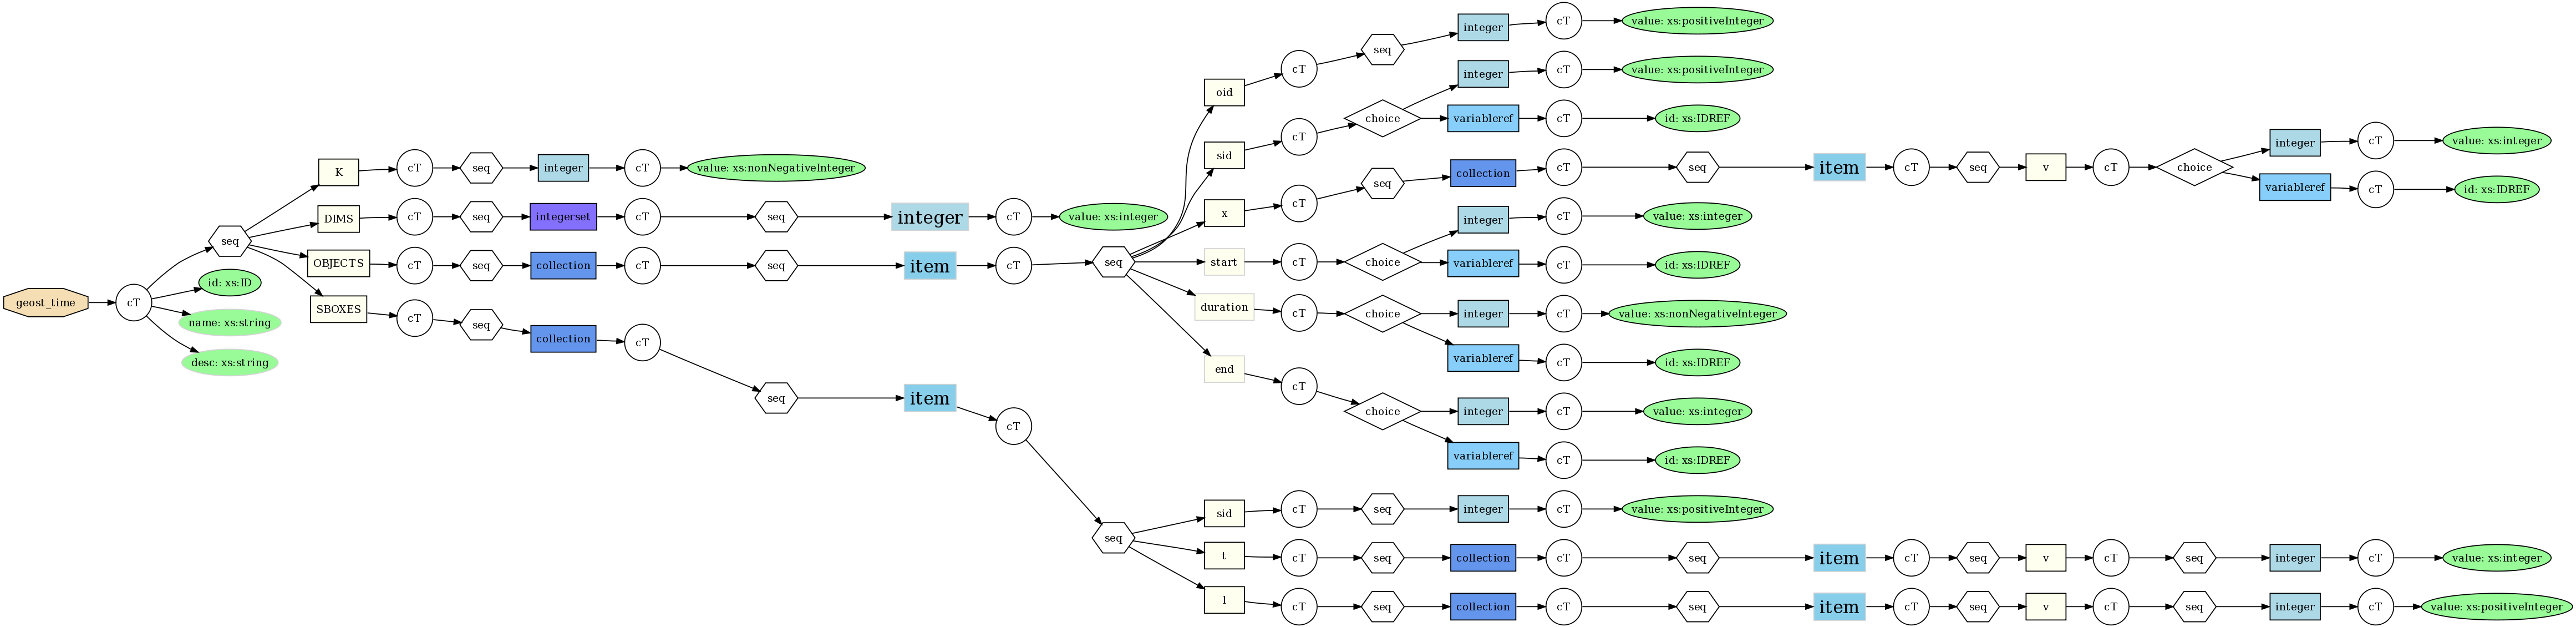 geost_time
cT
seq
id: xs:ID
name: xs:string
desc: xs:string
K
cT
seq
integer
cT
value: xs:nonNegativeInteger
DIMS
cT
seq
integerset
cT
seq
integer
cT
value: xs:integer
OBJECTS
cT
seq
collection
cT
seq
item
cT
seq
oid
cT
seq
integer
cT
value: xs:positiveInteger
sid
cT
choice
integer
cT
value: xs:positiveInteger
variableref
cT
id: xs:IDREF
x
cT
seq
collection
cT
seq
item
cT
seq
v
cT
choice
integer
cT
value: xs:integer
variableref
cT
id: xs:IDREF
start
cT
choice
integer
cT
value: xs:integer
variableref
cT
id: xs:IDREF
duration
cT
choice
integer
cT
value: xs:nonNegativeInteger
variableref
cT
id: xs:IDREF
end
cT
choice
integer
cT
value: xs:integer
variableref
cT
id: xs:IDREF
SBOXES
cT
seq
collection
cT
seq
item
cT
seq
sid
cT
seq
integer
cT
value: xs:positiveInteger
t
cT
seq
collection
cT
seq
item
cT
seq
v
cT
seq
integer
cT
value: xs:integer
l
cT
seq
collection
cT
seq
item
cT
seq
v
cT
seq
integer
cT
value: xs:positiveInteger